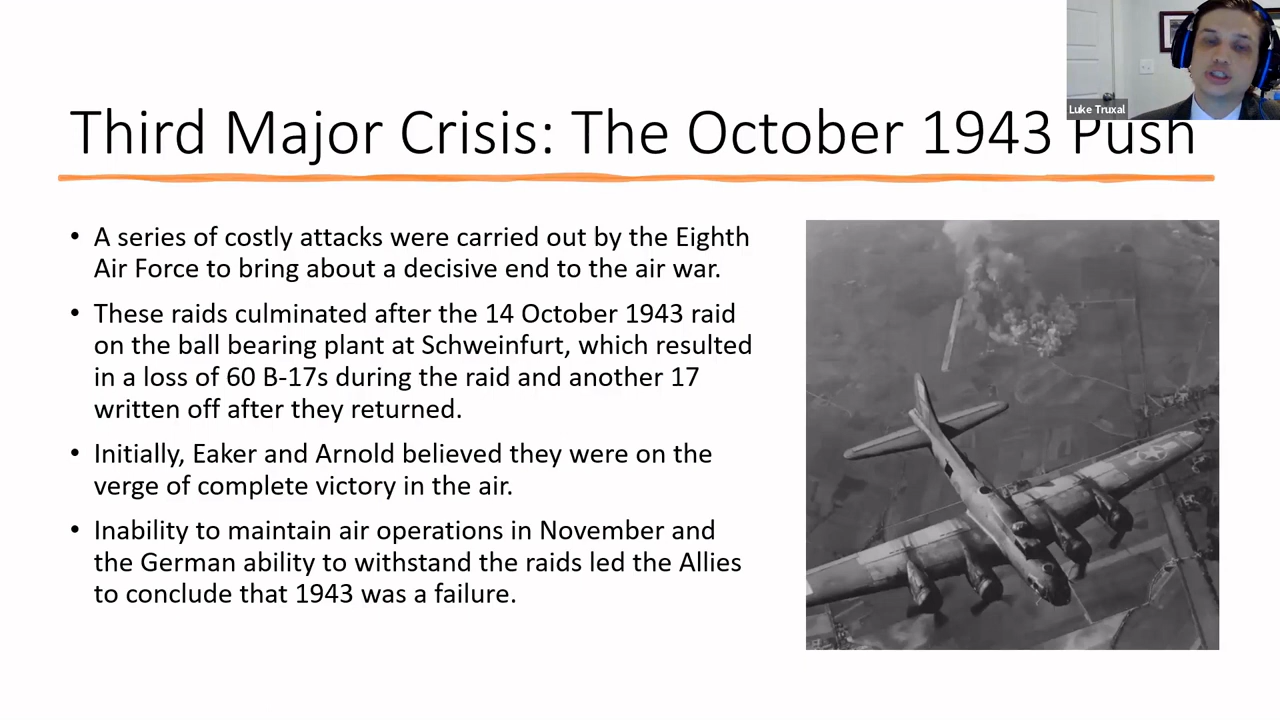 Luke Truxal
Third Major Crisis: The October 1943 Push
• A series of costly attacks were carried out by the Eighth
Air Force to bring about a decisive end to the air war.
• These raids culminated after the 14 October 1943 raid
on the ball bearing plant at Schweinfurt, which resulted
in a loss of 60 B-17s during the raid and another 17
written off after they returned.
• Initially, Eaker and Arnold believed they were on the
verge of complete victory in the air.
• Inability to maintain air operations in November and
the German ability to withstand the raids led the Allies
to conclude that 1943 was a failure.